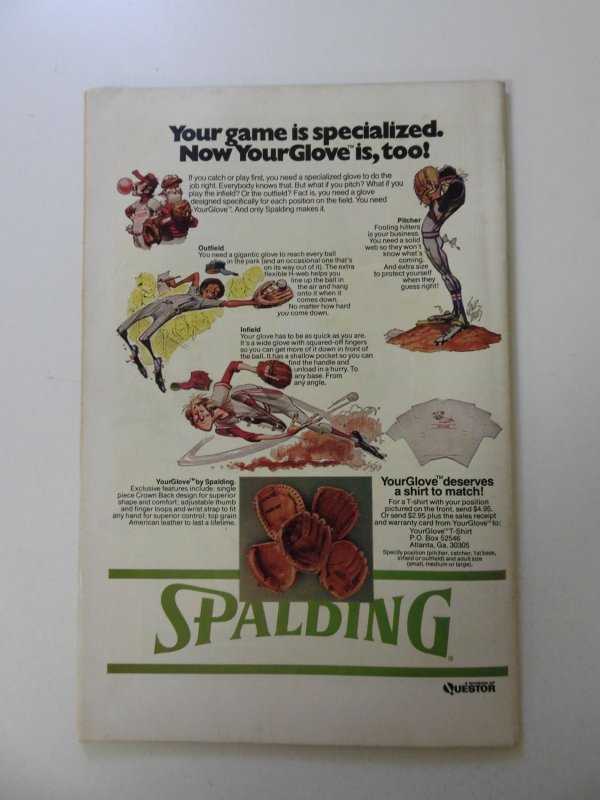 Your game is specialized.
Now YourGlove™ is, too!
If you catch or play first, you need a specialized glove to do the
job right. Everybody knows that. But what if you pitch? What if you
play the infield? Or the outfield? Fact is, you need a glove
designed specifically for each position on the field. You need
YourGlove™. And only Spalding makes it.
Pitcher
Fooling hitters
is your business.
You need a solid
web so they won't
know what's
coming.
And extra size
to protect yourself
when they
guess right!
Outfield
You need a gigantic glove to reach every ball
in the park (and an occasional one that's
on its way out of it). The extra
flexible H-web helps you
line up the ball in
the air and hang
onto it when it
comes down.
No matter how hard
you come down.
Infield
Your glove has to be as quick as you are.
It's a wide glove with squared-off fingers
so you can get more of it down in front of
the ball. It has a shallow pocket so you can
find the handle and
unload in a hurry. To
any base. From
any angle.
YourGlove™ by Spalding.
Exclusive features include: single
piece Crown Back design for superior
shape and comfort; adjustable thumb
and finger loops and wrist strap to fit
any hand for superior control; top grain
American leather to last a lifetime.
YourGlove™ deserves
a shirt to match!
For a T-shirt with your position
pictured on the front, send $4.95.
Or send $2.95 plus the sales receipt
and warranty card from YourGlove™ to:
YourGlove™ T-Shirt
P.O. Box 52546
Atlanta, Ga. 30305
Specify position (pitcher, catcher, 1st base,
infield or outfield) and adult size
(small, medium or large).
SPALDING®
A DIVISION OF
QUESTOR